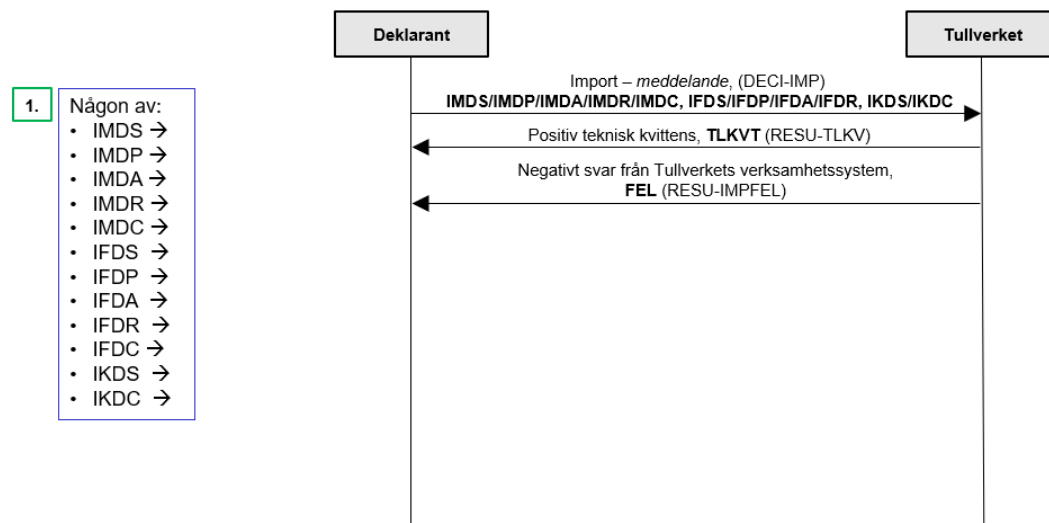 Deklarant
Tullverket
1.
Någon av:
• IMDS →
• IMDP →
• IMDA →
• IMDR →
• IMDC →
• IFDS →
• IFDP →
• IFDA →
• IFDR →
• IFDC →
• IKDS →
• IKDC →
Import – meddelande, (DECI-IMP)
IMDS/IMDP/IMDA/IMDR/IMDC, IFDS/IFDP/IFDA/IFDR, IKDS/IKDC
Positiv teknisk kvittens, TLKVT (RESU-TLKV)
Negativt svar från Tullverkets verksamhetssystem,
FEL (RESU-IMPFEL)